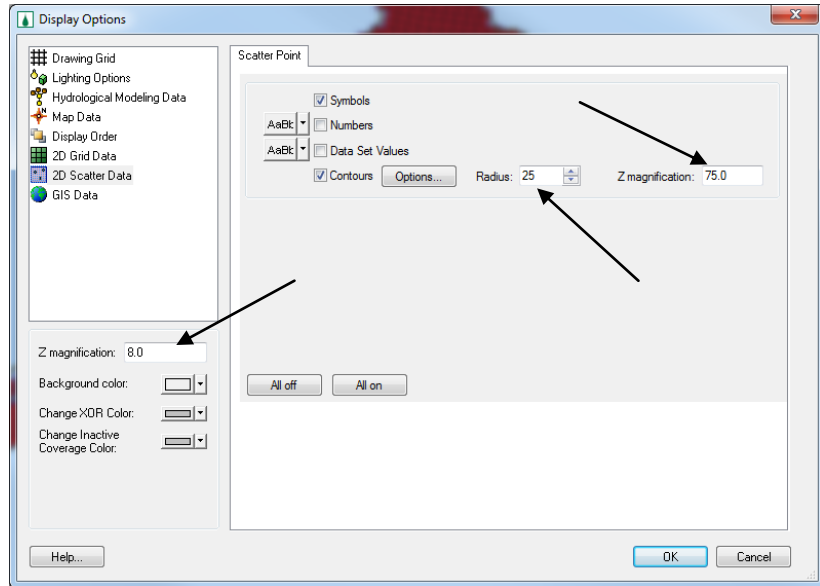 Display Options
Drawing Grid
Lighting Options
Hydrological Modeling Data
Map Data
Display Order
2D Grid Data
2D Scatter Data
GIS Data
Z magnification: 8.0
Background color:
Change XOR Color:
Change Inactive
Coverage Color:
Scatter Point
Symbols
AaBb Numbers
AaBb Data Set Values
Contours Options... Radius: 25 Z magnification: 75.0
All off All on
Help... OK Cancel